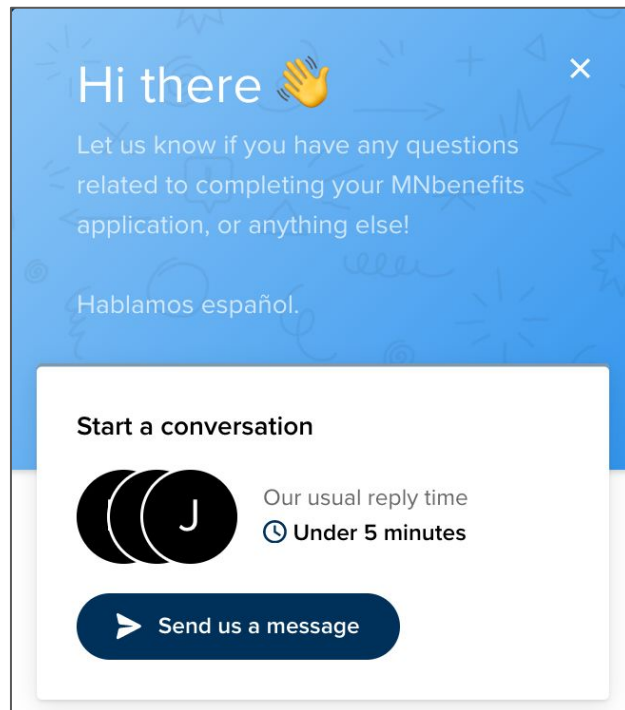 Hi there 👋
Let us know if you have any questions
related to completing your MNbenefits
application, or anything else!
Hablamos español.
Start a conversation
J
Our usual reply time
Under 5 minutes
Send us a message